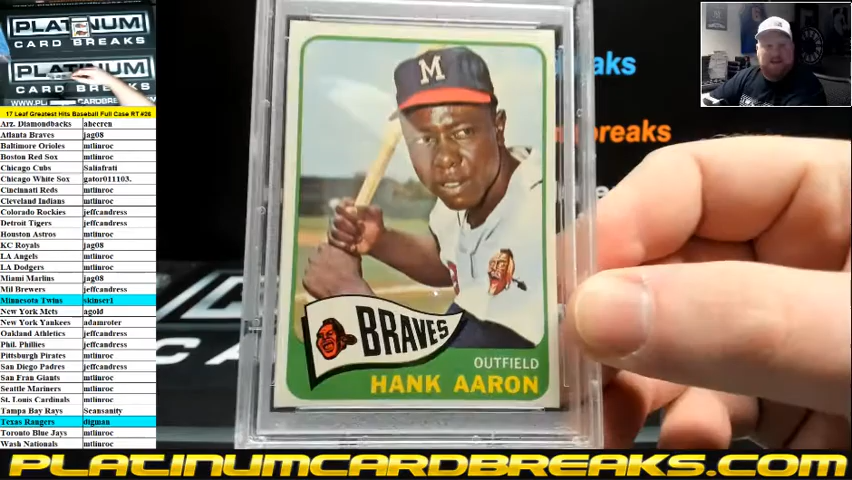 PLATINUM
CARD BREAKS
PLATINUM
CARD BREAKS
17 Leaf Greatest Hits Baseball Full Case RT #26
Arz. Diamondbacks aheeren
Atlanta Braves jag08
Baltimore Orioles mtlinroc
Boston Red Sox mtlinroc
Chicago Cubs Saliafrati
Chicago White Sox gator011103.
Cincinnati Reds mtlinroc
Cleveland Indians mtlinroc
Colorado Rockies jeffcandress
Detroit Tigers jeffcandress
Houston Astros mtlinroc
KC Royals jag08
LA Angels mtlinroc
LA Dodgers mtlinroc
Miami Marlins jag08
Mil Brewers jeffcandress
Minnesota Twins skinser1
New York Mets agold
New York Yankees adamroter
Oakland Athletics jeffcandress
Phil. Phillies jeffcandress
Pittsburgh Pirates mtlinroc
San Diego Padres jeffcandress
San Fran Giants mtlinroc
Seattle Mariners mtlinroc
St. Louis Cardinals mtlinroc
Tampa Bay Rays Seansanity
Texas Rangers digman
Toronto Blue Jays mtlinroc
Wash Nationals mtlinroc
M
BRAVES
OUTFIELD
HANK AARON
breaks
PLATINUMCARDBREAKS.COM